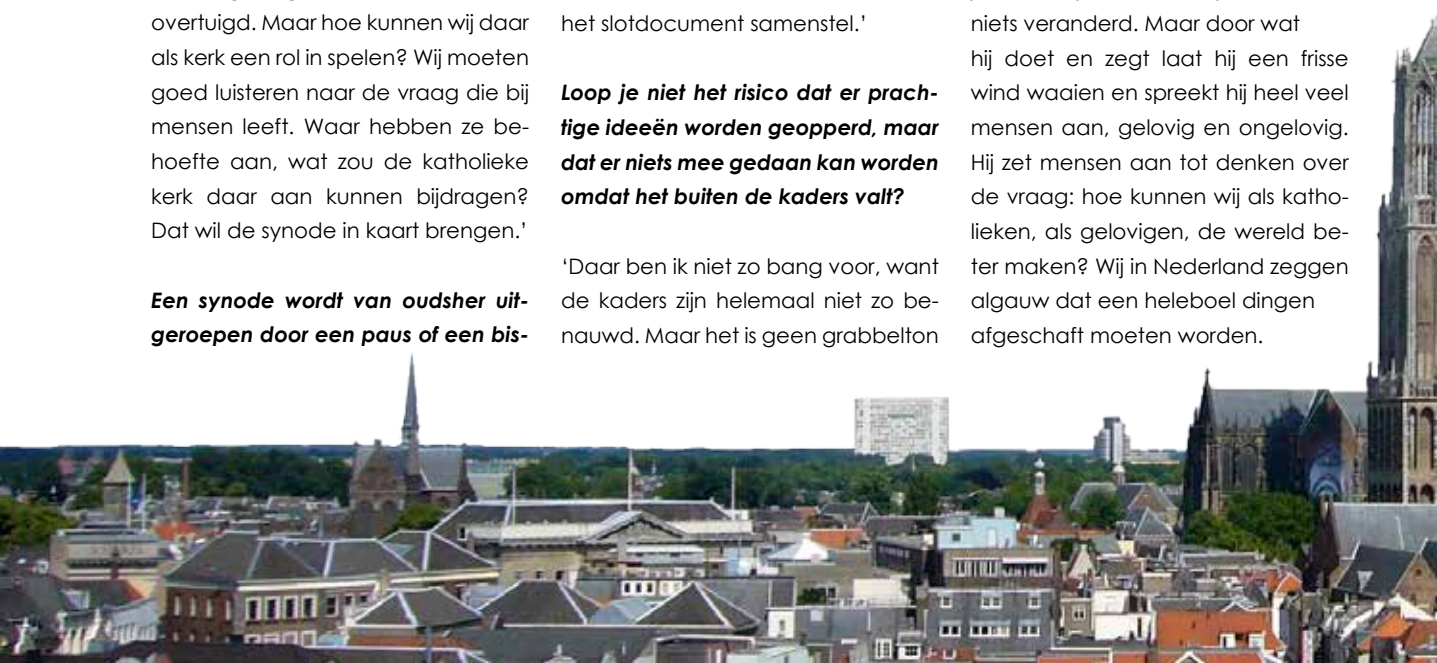 overtuigd. Maar hoe kunnen wij daar
als kerk een rol in spelen? Wij moeten
goed luisteren naar de vraag die bij
mensen leeft. Waar hebben ze be-
hoefte aan, wat zou de katholieke
kerk daar aan kunnen bijdragen?
Dat wil de synode in kaart brengen.’
Een synode wordt van oudsher uit-
geroepen door een paus of een bis-
het slotdocument samenstel.’
Loop je niet het risico dat er prach-
tige ideeën worden geopperd, maar
dat er niets mee gedaan kan worden
omdat het buiten de kaders valt?
‘Daar ben ik niet zo bang voor, want
de kaders zijn helemaal niet zo be-
nauwd. Maar het is geen grabbelton
niets veranderd. Maar door wat
hij doet en zegt laat hij een frisse
wind waaien en spreekt hij heel veel
mensen aan, gelovig en ongelovig.
Hij zet mensen aan tot denken over
de vraag: hoe kunnen wij als katho-
lieken, als gelovigen, de wereld be-
ter maken? Wij in Nederland zeggen
algauw dat een heleboel dingen
afgeschaft moeten worden.